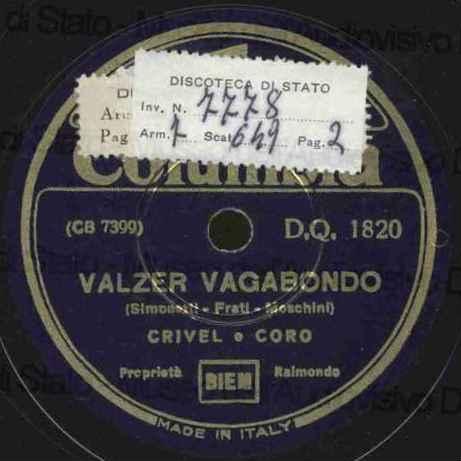 DISCOTECA DI STATO
Inv. N. 7778
Arm. 7 Scat. 649 Pag. 2
Columbia
(CB 7399)
D.Q. 1820
VALZER VAGABONDO
(Simonetti - Frati - Moschini)
CRIVEL e CORO
Proprietà BIEM Raimondo
MADE IN ITALY